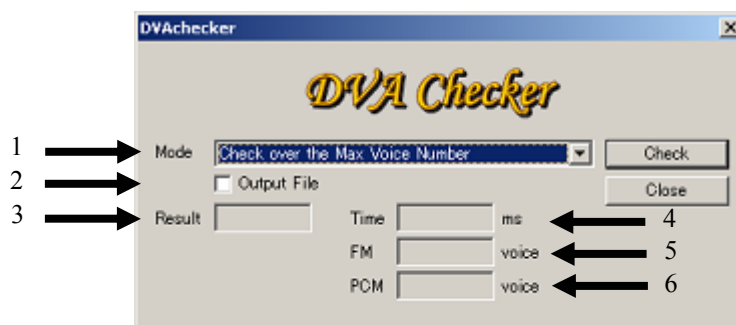 DVAchecker
DVA Checker
1 Mode Check over the Max Voice Number Check
2 Output File Close
3 Result Time ms 4
FM voice 5
PCM voice 6